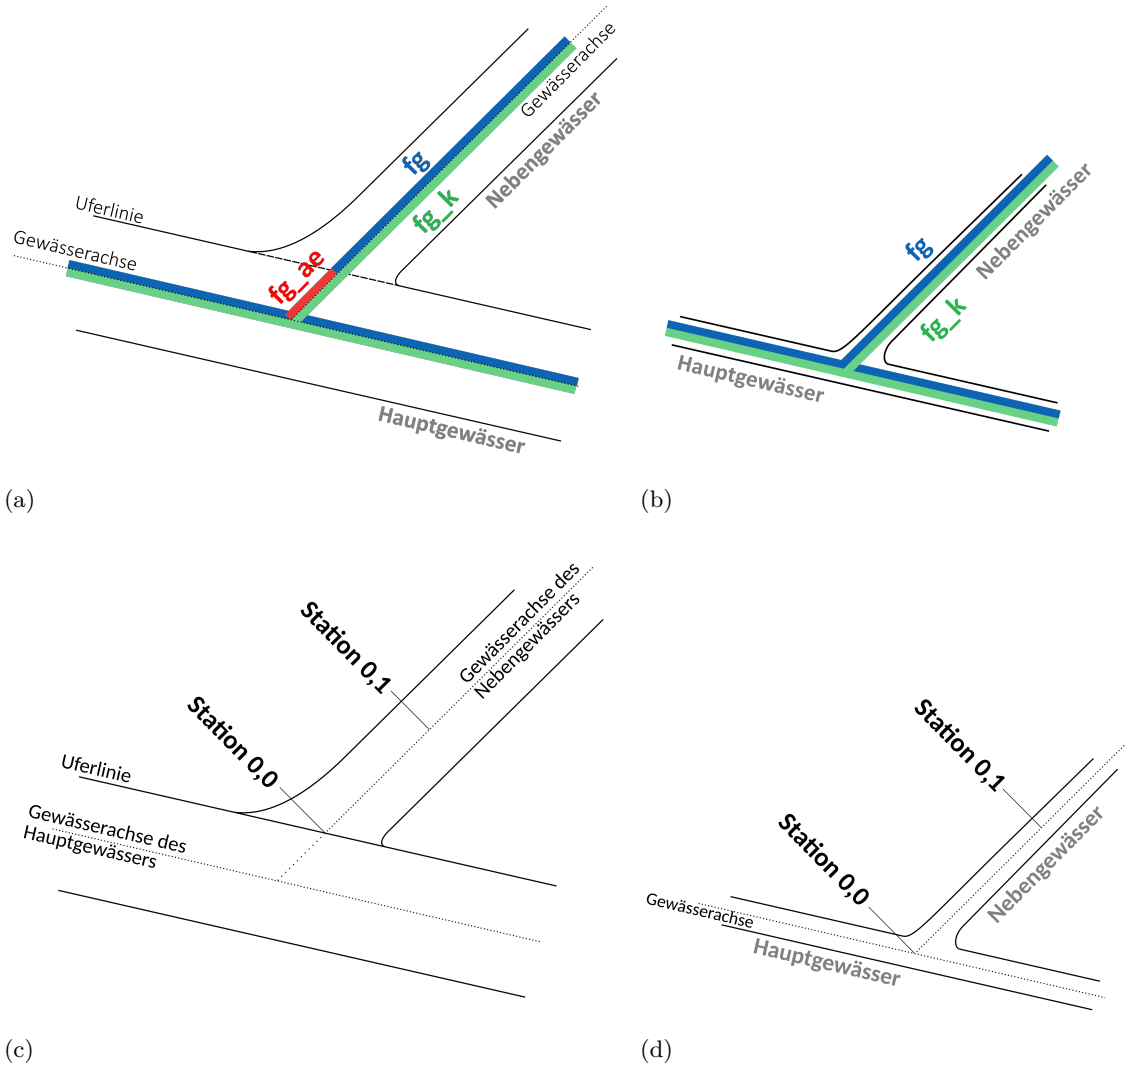 Gewässerachse
Nebengewässer
fg
fg_k
Uferlinie
Gewässerachse
fg_ae
Hauptgewässer
(a)
Nebengewässer
fg
fg_k
Hauptgewässer
(b)
Gewässerachse des
Nebengewässers
Station 0,1
Station 0,0
Uferlinie
Gewässerachse des
Hauptgewässers
(c)
Station 0,1
Station 0,0
Nebengewässer
Gewässerachse
Hauptgewässer
(d)